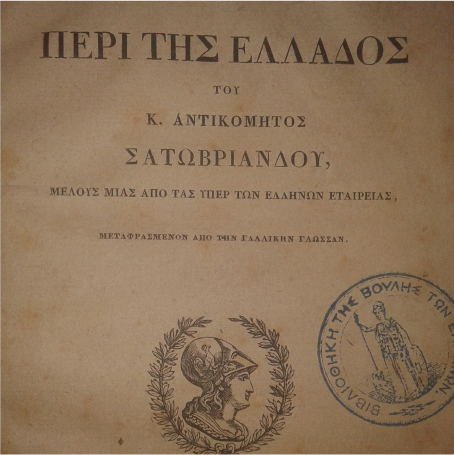 ΠΕΡΙ ΤΗΣ ΕΛΛΑΔΟΣ
ΤΟΥ
Κ. ΑΝΤΙΚΟΜΗΤΟΣ
ΣΑΤΩΒΡΙΑΝΔΟΥ,
ΜΕΛΟΥΣ ΜΙΑΣ ΑΠΟ ΤΑΣ ΥΠΕΡ ΤΩΝ ΕΛΛΗΝΩΝ ΕΤΑΙΡΕΙΑΣ,
ΜΕΤΑΦΡΑΣΜΕΝΟΝ ΑΠΟ ΤΗΝ ΓΑΛΛΙΚΗΝ ΓΛΩΣΣΑΝ.
ΒΙΒΛΙΟΘΗΚΗ ΤΗΣ ΒΟΥΛΗΣ ΤΩΝ